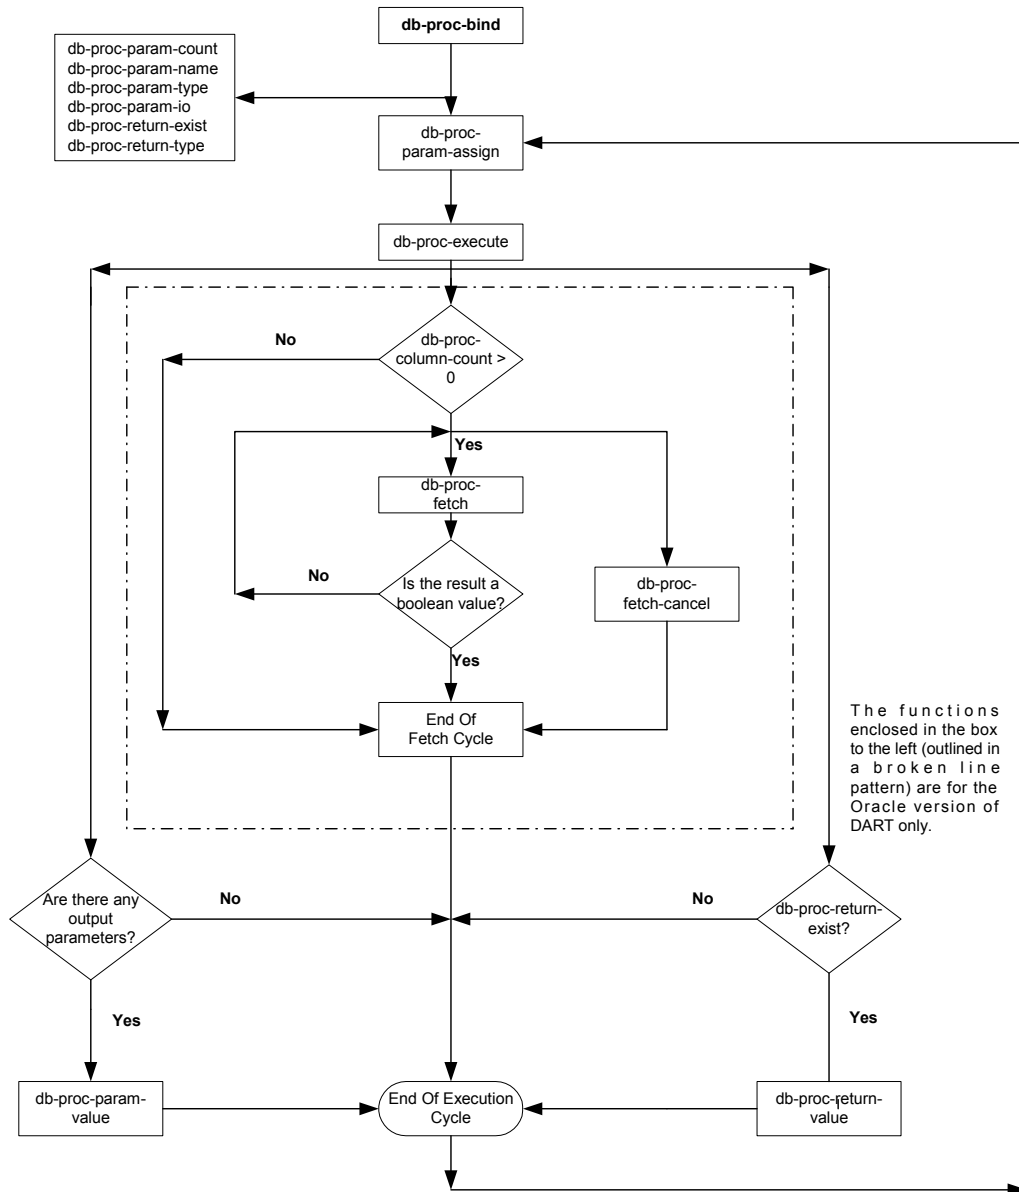 db-proc-bind
db-proc-param-count
db-proc-param-name
db-proc-param-type
db-proc-param-io
db-proc-return-exist
db-proc-return-type
db-proc-
param-assign
db-proc-execute
db-proc-
column-count >
0
No
Yes
db-proc-
fetch
Is the result a
boolean value?
No
Yes
db-proc-
fetch-cancel
End Of
Fetch Cycle
The functions
enclosed in the box
to the left (outlined in
a broken line
pattern) are for the
Oracle version of
DART only.
Are there any
output
parameters?
No
Yes
No
db-proc-return-
exist?
Yes
db-proc-param-
value
End Of Execution
Cycle
db-proc-return-
value